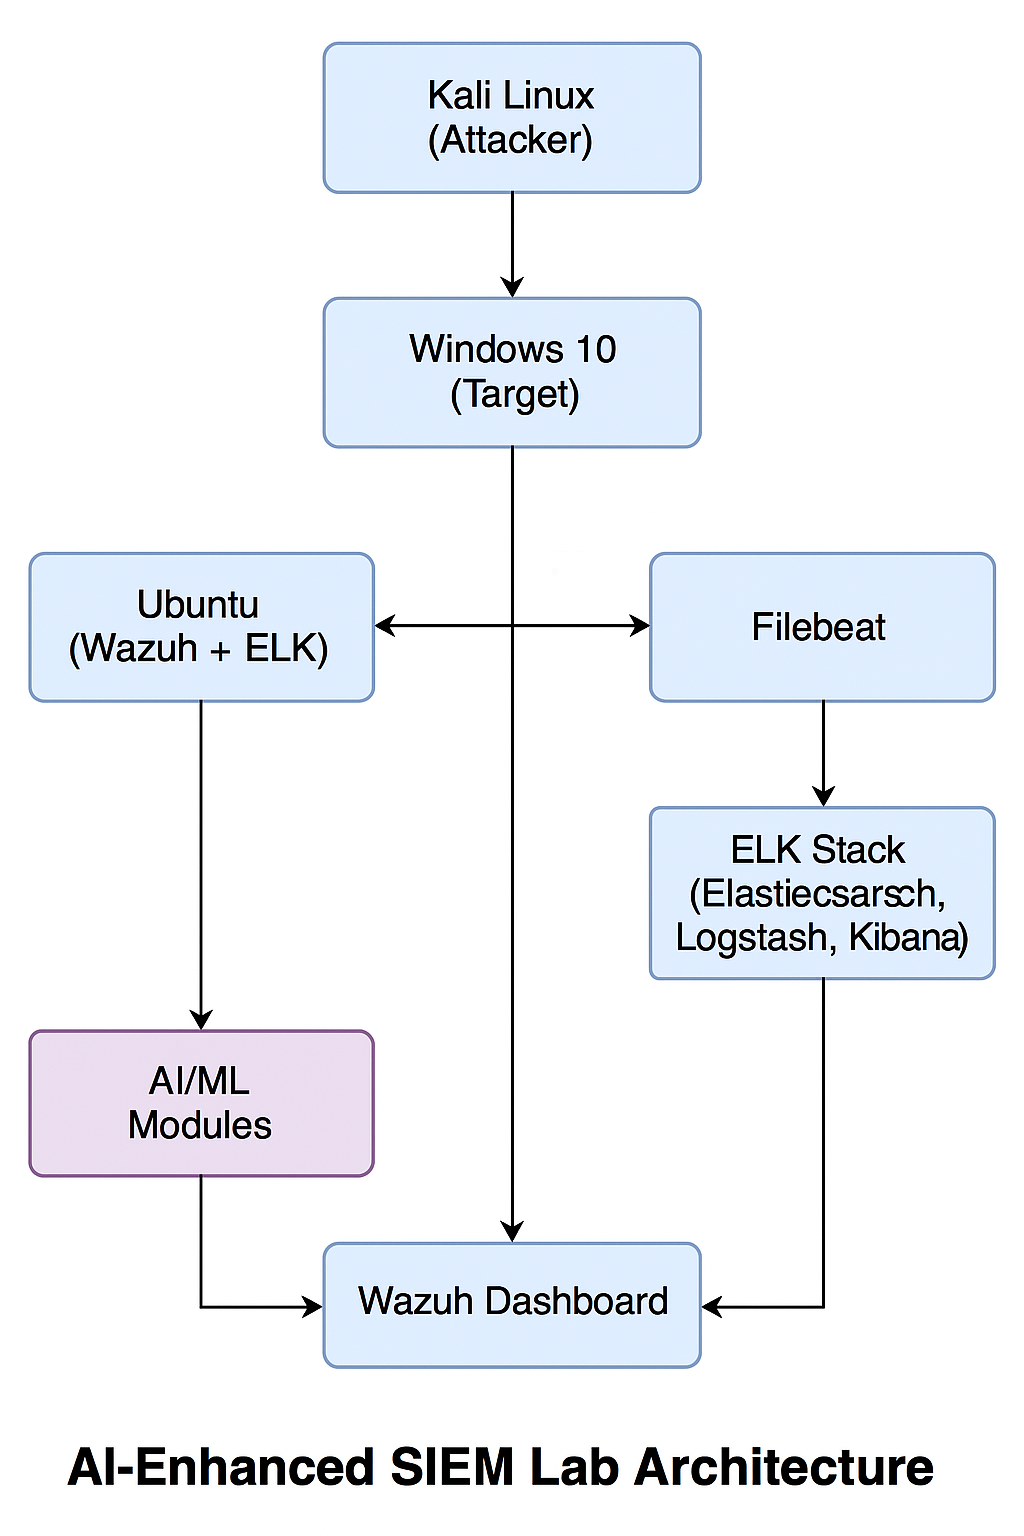 Kali Linux
(Attacker)
Windows 10
(Target)
Ubuntu
(Wazuh + ELK)
Filebeat
ELK Stack
(Elastiecsarsch,
Logstash, Kibana)
AI/ML
Modules
Wazuh Dashboard
AI-Enhanced SIEM Lab Architecture